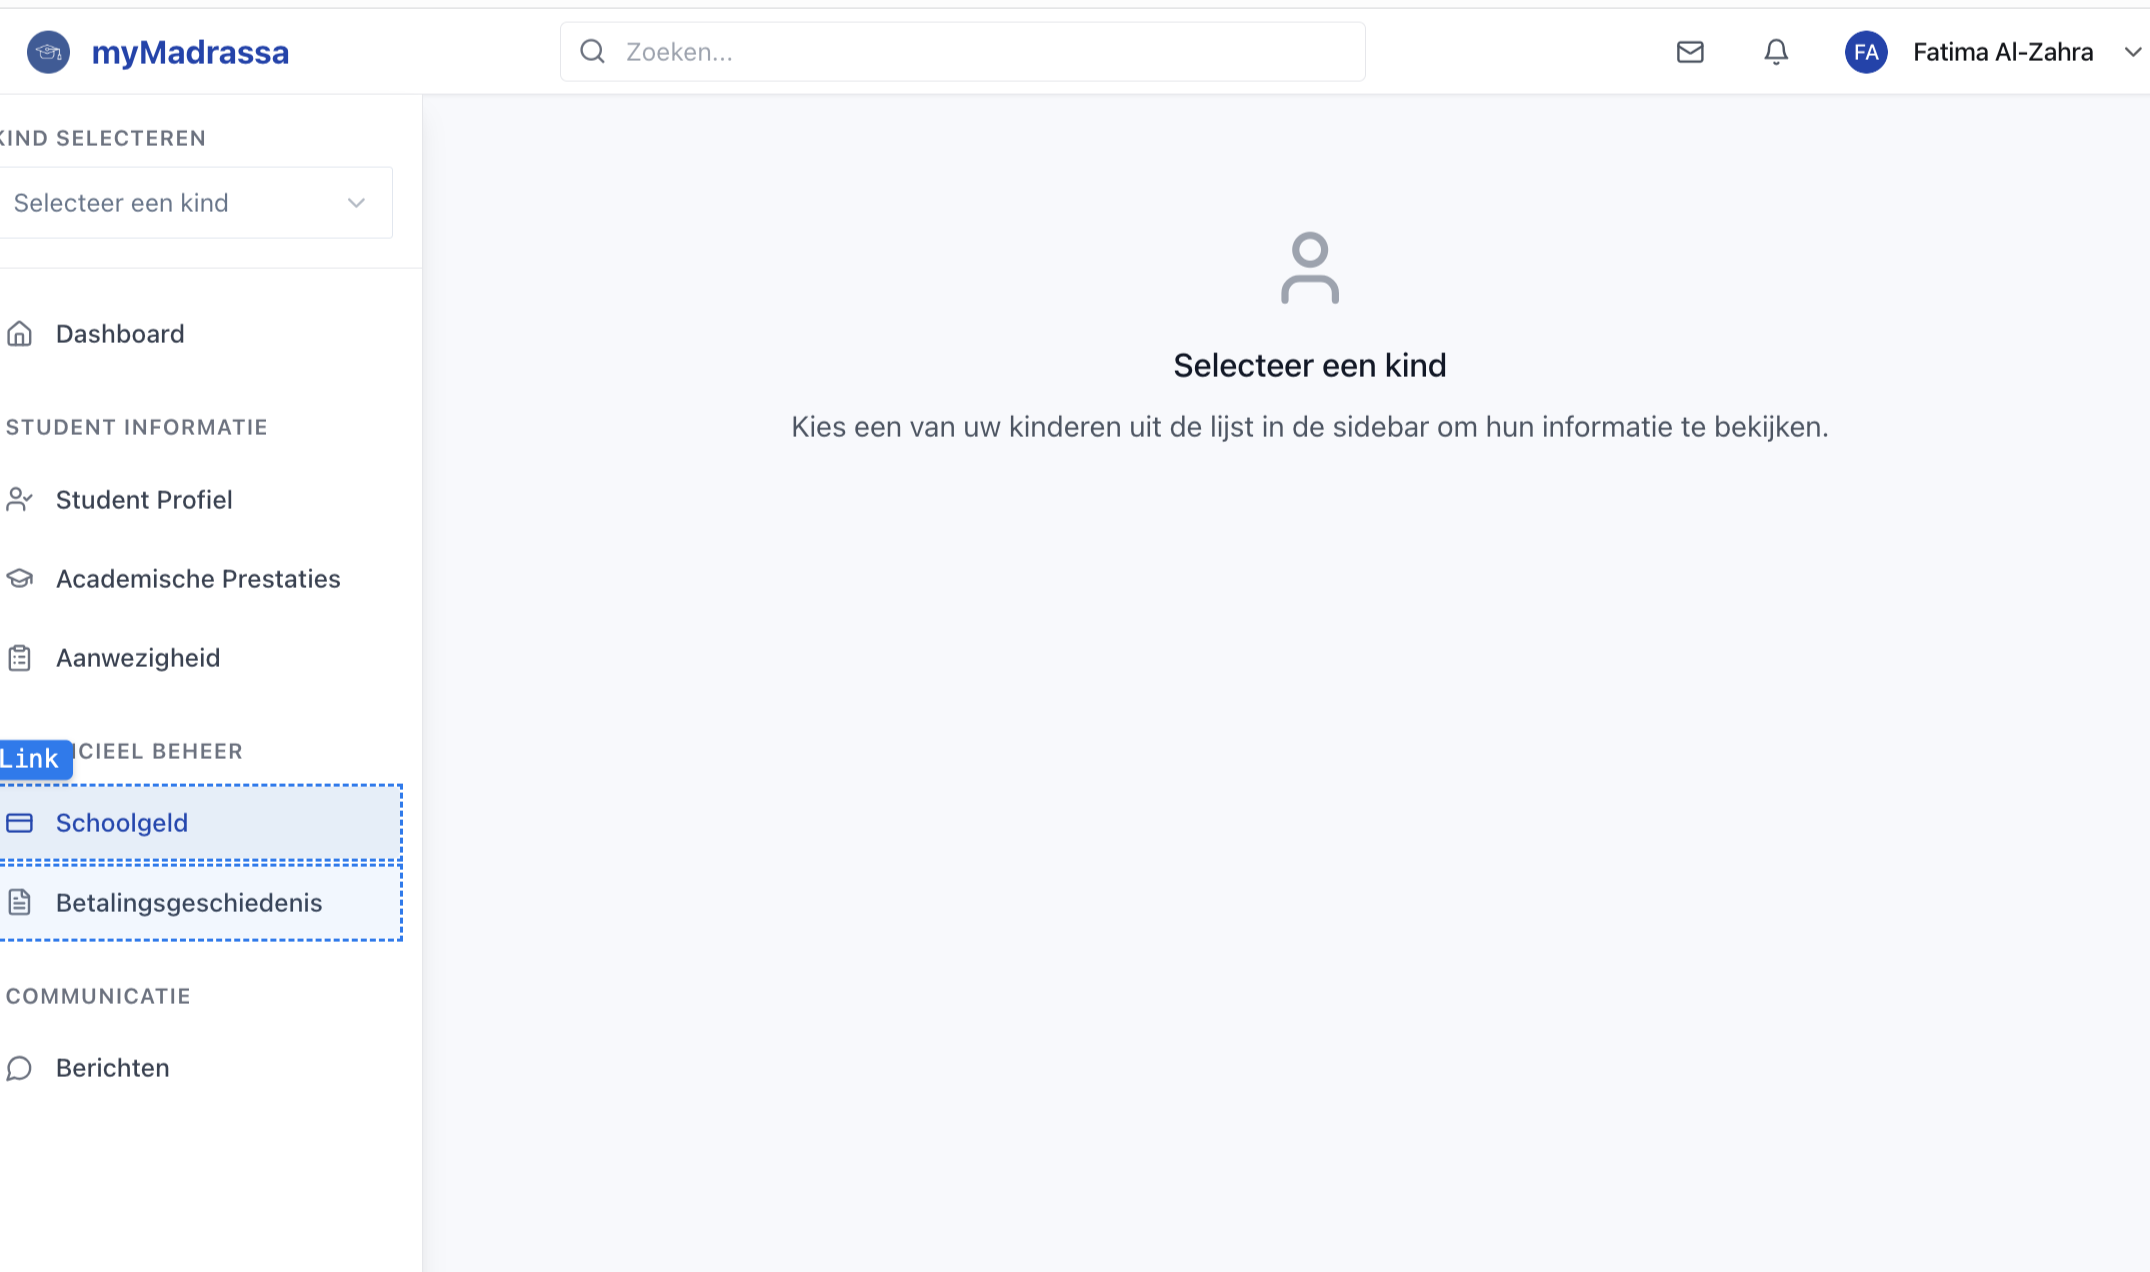 myMadrassa
Zoeken...
FA
Fatima Al-Zahra
KIND SELECTEREN
Selecteer een kind
Dashboard
STUDENT INFORMATIE
Student Profiel
Academische Prestaties
Aanwezigheid
Link
CIEEL BEHEER
Schoolgeld
Betalingsgeschiedenis
COMMUNICATIE
Berichten
Selecteer een kind
Kies een van uw kinderen uit de lijst in de sidebar om hun informatie te bekijken.